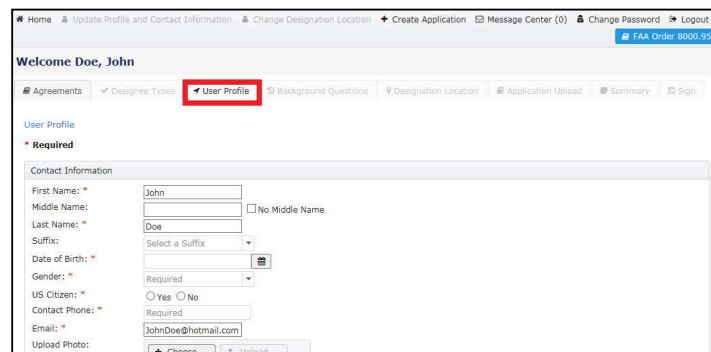 Home Update Profile and Contact Information Change Designation Location Create Application Message Center (0) Change Password Logout
FAA Order 8000.95
Welcome Doe, John
Agreements Designee Types User Profile Background Questions Designation Location Application Upload Summary Sign
User Profile
* Required
Contact Information
First Name: * John
Middle Name: No Middle Name
Last Name: * Doe
Suffix: Select a Suffix
Date of Birth: *
Gender: * Required
US Citizen: * Yes No
Contact Phone: * Required
Email: * JohnDoe@hotmail.com
Upload Photo:
+ Choose Upload